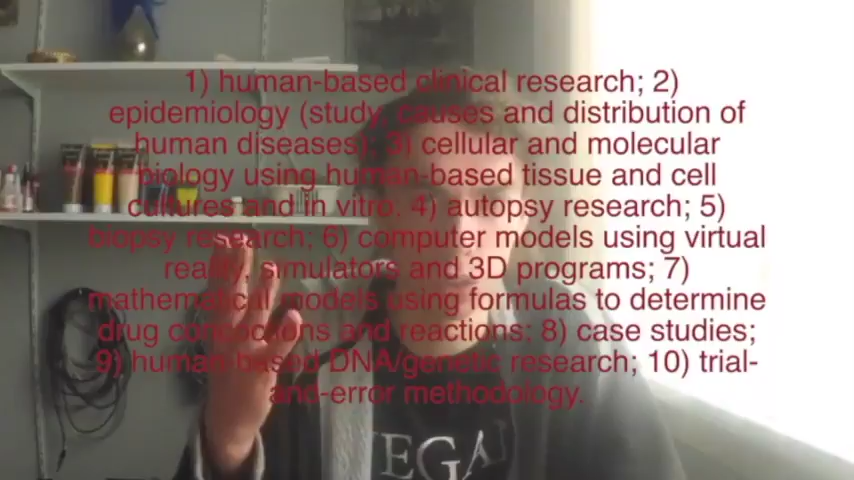 1) human-based clinical research; 2)
epidemiology (study, causes and distribution of
human diseases); 3) cellular and molecular
biology using human-based tissue and cell
cultures and in vitro. 4) autopsy research; 5)
biopsy research; 6) computer models using virtual
reality, simulators and 3D programs; 7)
mathematical models using formulas to determine
drug concoctions and reactions; 8) case studies;
9) human-based DNA/genetic research; 10) trial-
and-error methodology.
VEGAN